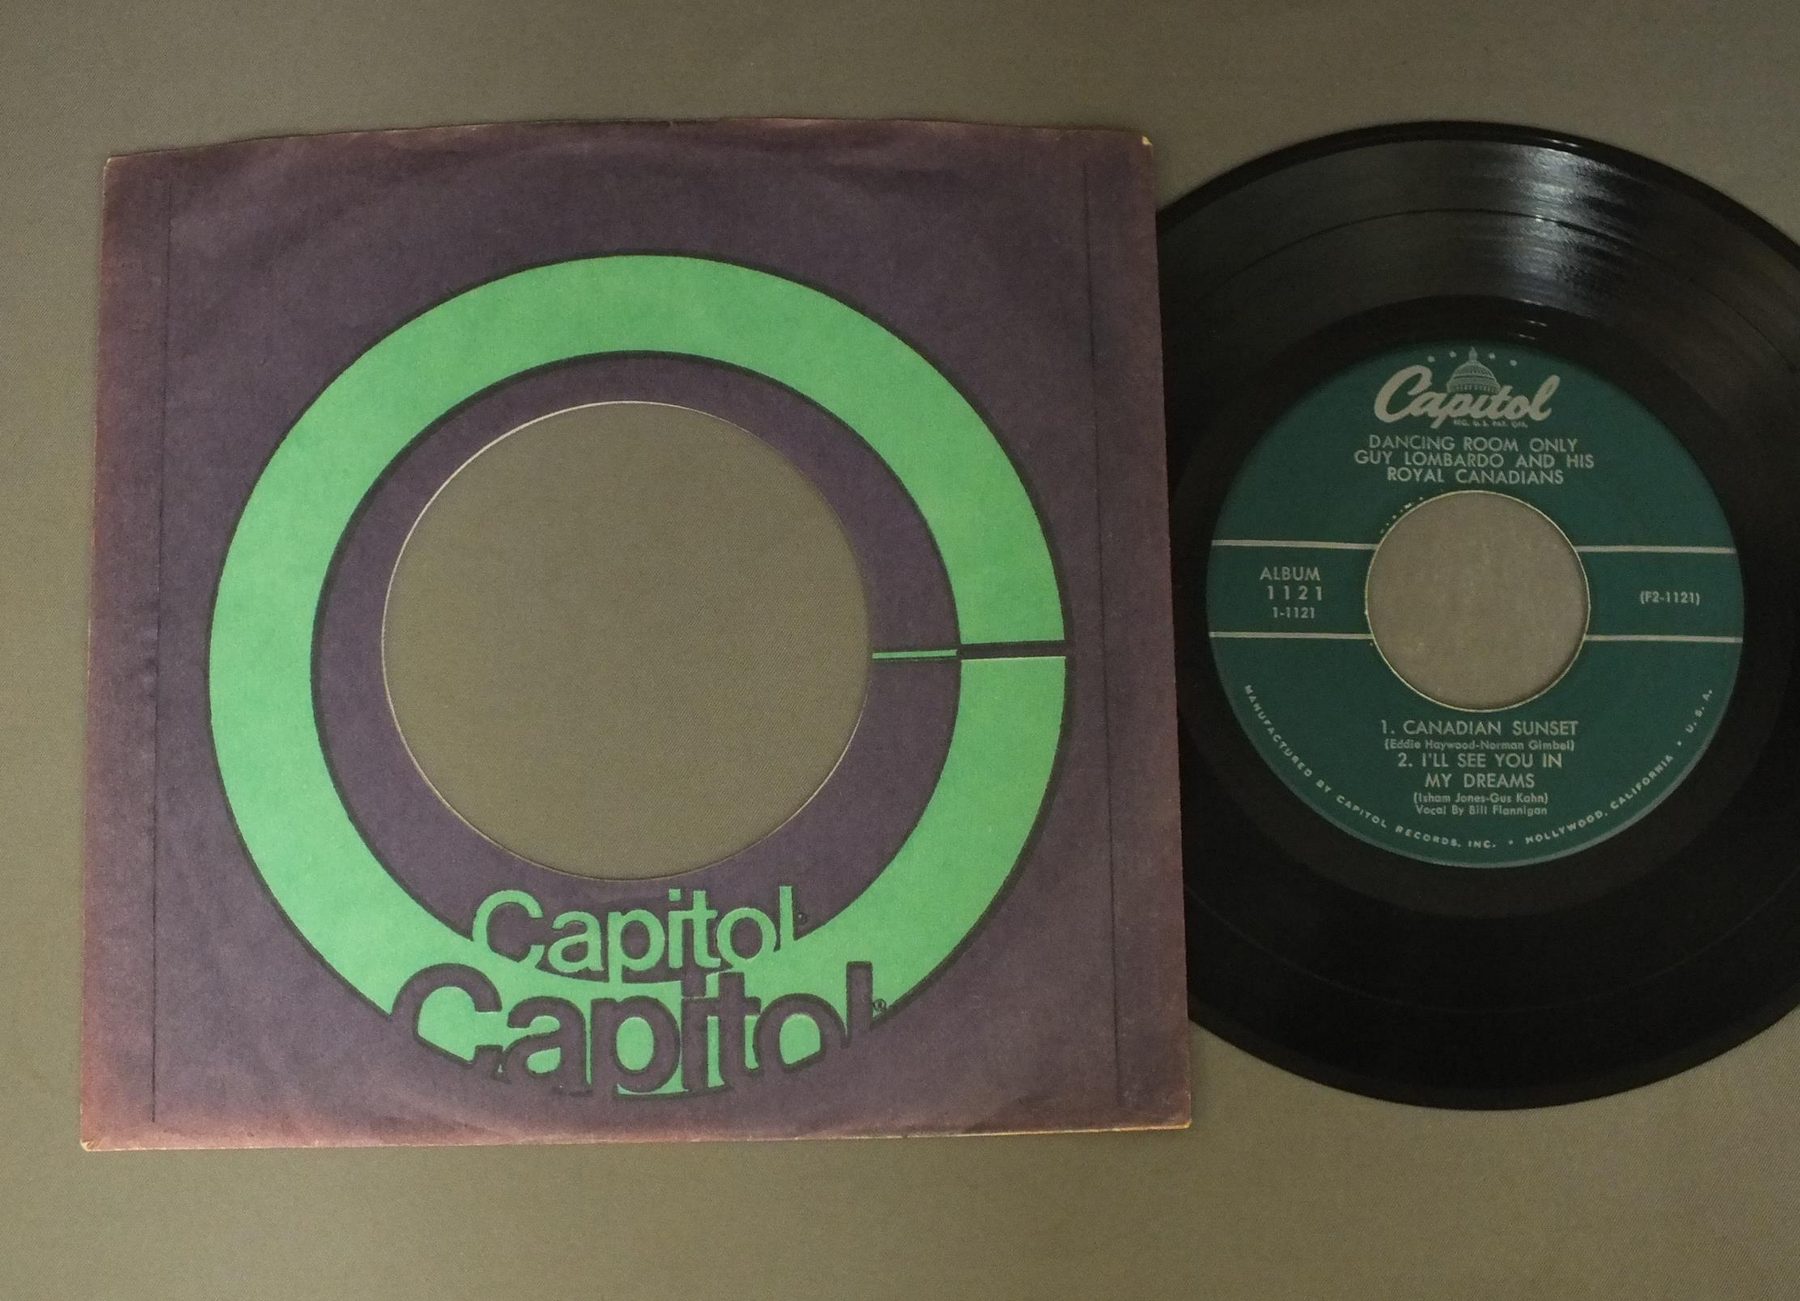 Capitol
Capitol®
Capitol
REG. U.S. PAT. OFF.
DANCING ROOM ONLY
GUY LOMBARDO AND HIS
ROYAL CANADIANS
ALBUM
1121
1-1121
(F2-1121)
1. CANADIAN SUNSET
(Eddie Haywood-Norman Gimbel)
2. I'LL SEE YOU IN
MY DREAMS
(Isham Jones-Gus Kahn)
Vocal By Bill Flannigan
MANUFACTURED BY CAPITOL RECORDS, INC. • HOLLYWOOD, CALIFORNIA • U.S.A.